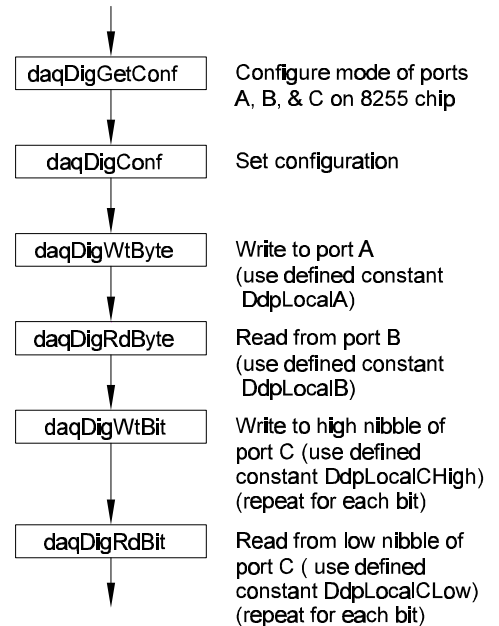 daqDigGetConf
Configure mode of ports
A, B, & C on 8255 chip
daqDigConf
Set configuration
daqDigWtByte
Write to port A
(use defined constant
DdpLocalA)
daqDigRdByte
Read from port B
(use defined constant
DdpLocalB)
daqDigWtBit
Write to high nibble of
port C (use defined
constant DdpLocalCHigh)
(repeat for each bit)
daqDigRdBit
Read from low nibble of
port C ( use defined
constant DdpLocalCLow)
(repeat for each bit)